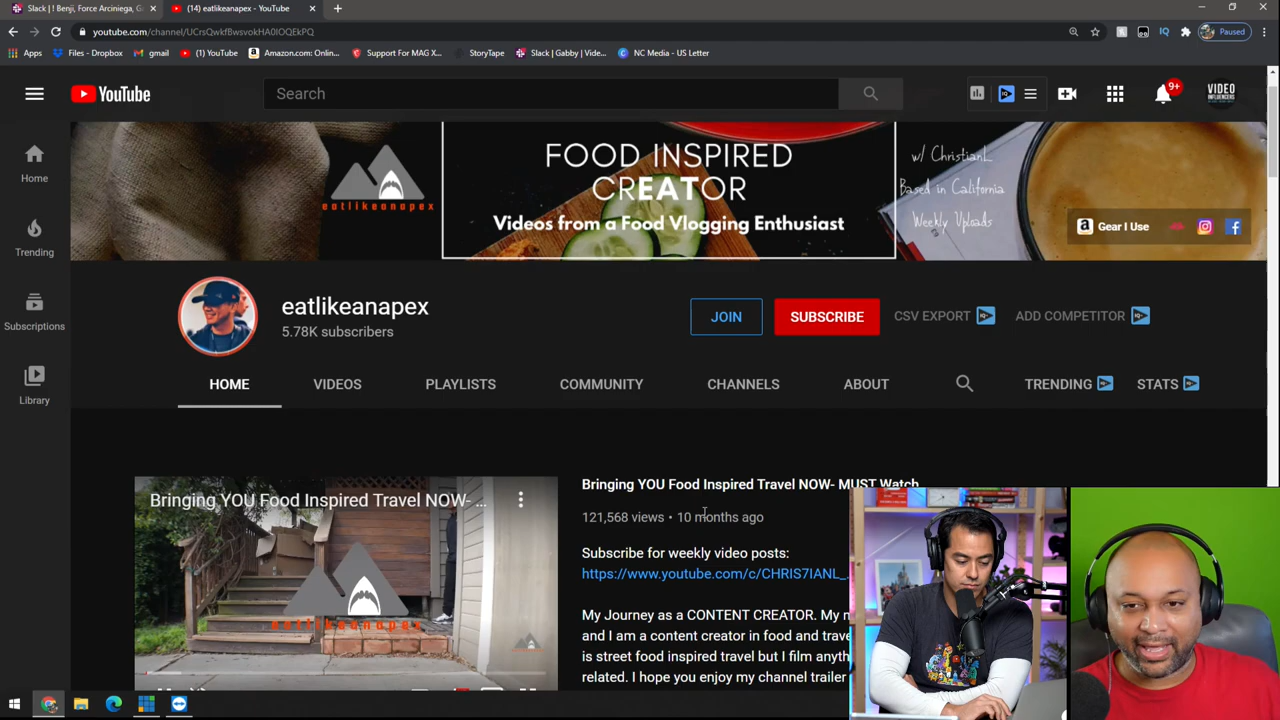 Slack | ! Benji, Force Arciniega, G
(14) eatlikeanapex - YouTube
youtube.com/channel/UCrsQwkfBwsvokHA0lOQEkPQ
Paused
Apps
Files - Dropbox
gmail
(1) YouTube
Amazon.com: Onlin...
Support For MAG X...
StoryTape
Slack | Gabby | Vide...
NC Media - US Letter
YouTube
Search
9+
VIDEO
INFLUENCERS
Home
Trending
Subscriptions
Library
eatlikeanapex
FOOD INSPIRED
CREATOR
Videos from a Food Vlogging Enthusiast
w/ ChristianL
Based in California
Weekly Uploads
Gear I Use
eatlikeanapex
5.78K subscribers
JOIN
SUBSCRIBE
CSV EXPORT
ADD COMPETITOR
HOME
VIDEOS
PLAYLISTS
COMMUNITY
CHANNELS
ABOUT
TRENDING
STATS
Bringing YOU Food Inspired Travel NOW- ...
eatlikeanapex
Bringing YOU Food Inspired Travel NOW- MUST Watch
121,568 views • 10 months ago
Subscribe for weekly video posts:
https://www.youtube.com/c/CHRIS7IANL_
My Journey as a CONTENT CREATOR. My
and I am a content creator in food and trave
is street food inspired travel but I film anyth
related. I hope you enjoy my channel trailer